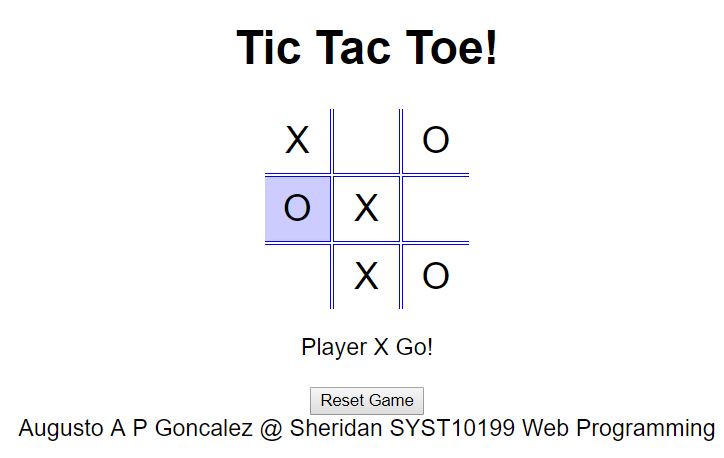 Tic Tac Toe!
X O
O X
X O
Player X Go!
Reset Game
Augusto A P Goncalez @ Sheridan SYST10199 Web Programming